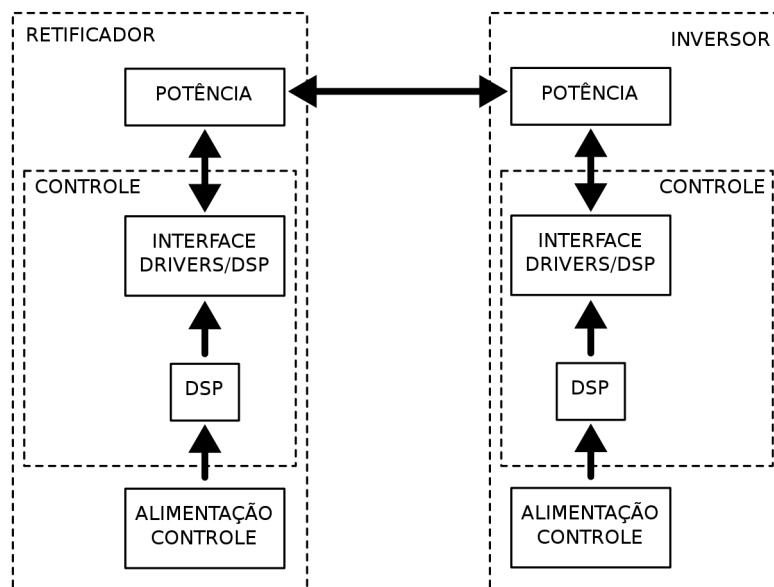 RETIFICADOR
POTÊNCIA
CONTROLE
INTERFACE
DRIVERS/DSP
DSP
ALIMENTAÇÃO
CONTROLE
INVERSOR
POTÊNCIA
CONTROLE
INTERFACE
DRIVERS/DSP
DSP
ALIMENTAÇÃO
CONTROLE